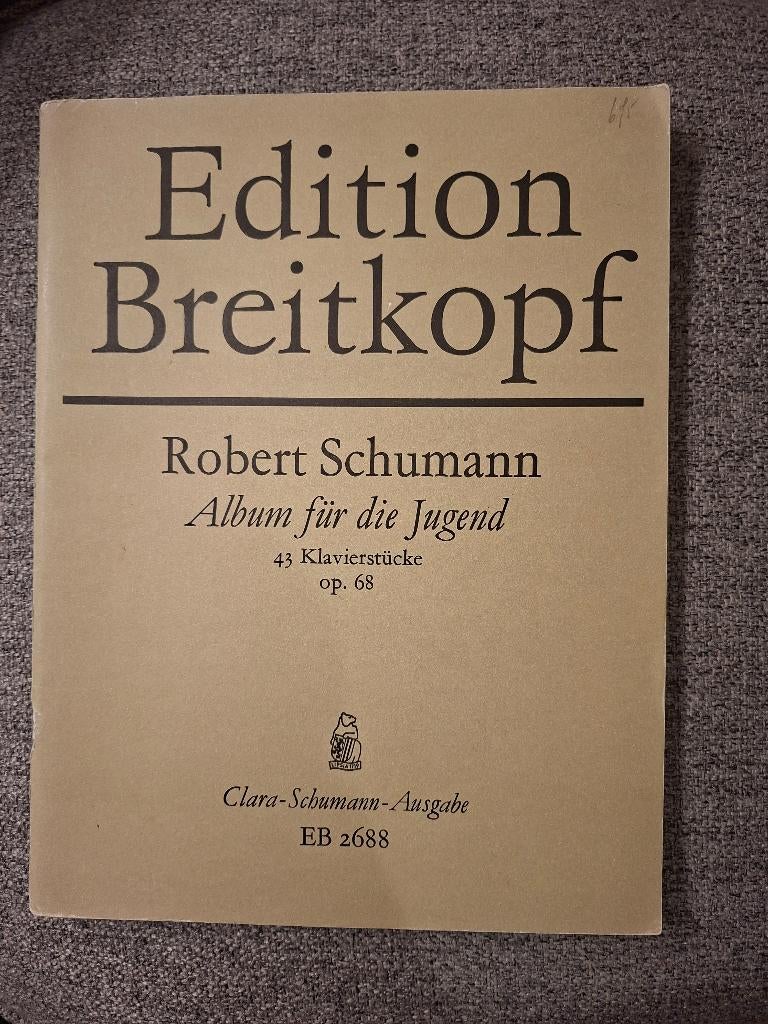 Edition
Breitkopf
Robert Schumann
Album für die Jugend
43 Klavierstücke
op. 68
Clara-Schumann-Ausgabe
EB 2688